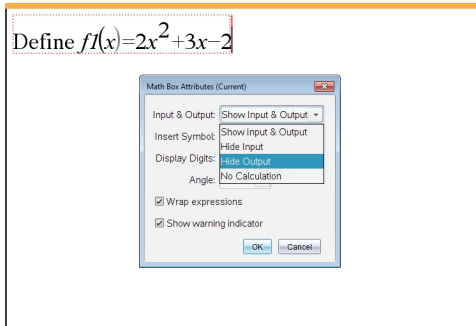 Define f1(x)=2x²+3x−2
Math Box Attributes (Current)
Input & Output: Show Input & Output
Show Input & Output
Insert Symbol:
Hide Input
Display Digits: Hide Output
Angle: No Calculation
Wrap expressions
Show warning indicator
OK Cancel